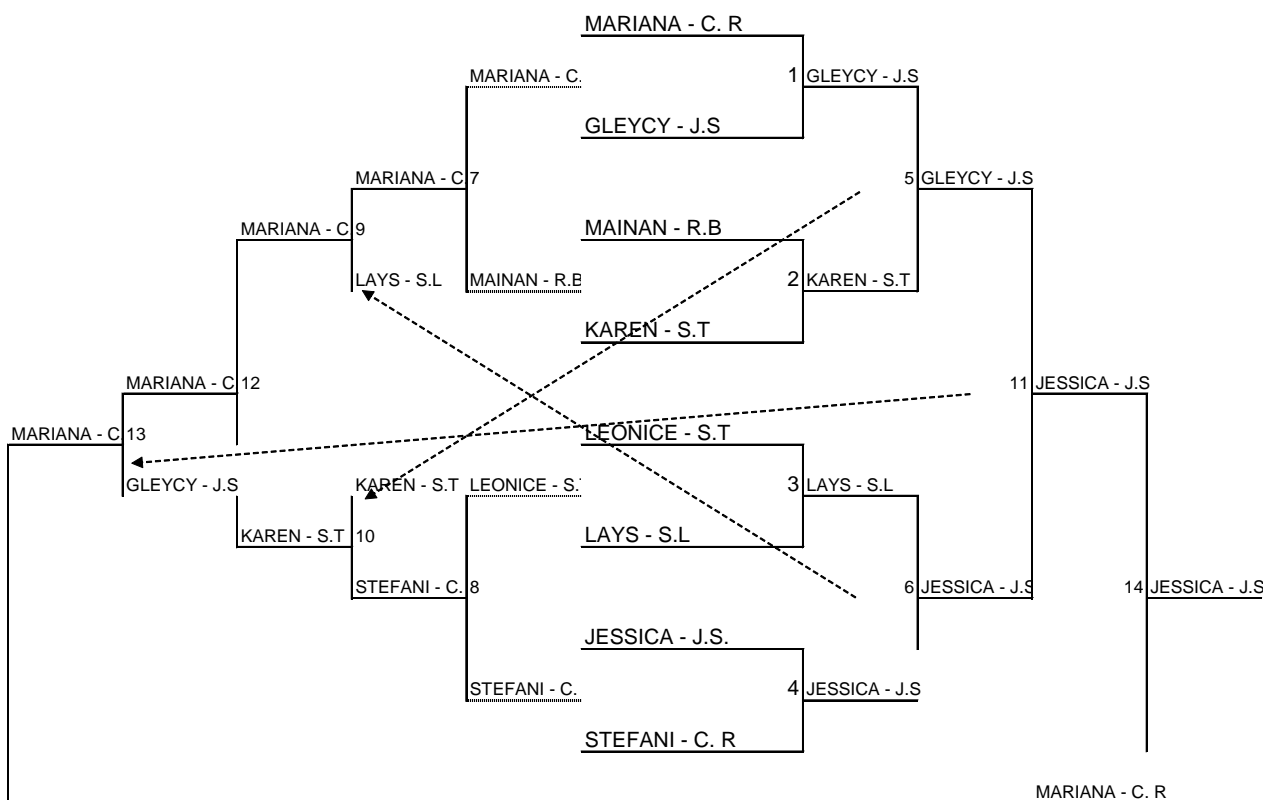 MARIANA - C. R
MARIANA - C.
1
GLEYCY - J.S
GLEYCY - J.S
MARIANA - C
7
5
GLEYCY - J.S
MARIANA - C
9
MAINAN - R.B
LAYS - S.L
MAINAN - R.B
2
KAREN - S.T
KAREN - S.T
MARIANA - C
12
11
JESSICA - J.S
MARIANA - C.
13
LEONICE - S.T
GLEYCY - J.S
KAREN - S.T
LEONICE - S.
3
LAYS - S.L
KAREN - S.T
10
LAYS - S.L
STEFANI - C.
8
6
JESSICA - J.S
14
JESSICA - J.S
JESSICA - J.S.
STEFANI - C.
4
JESSICA - J.S
STEFANI - C. R
MARIANA - C. R